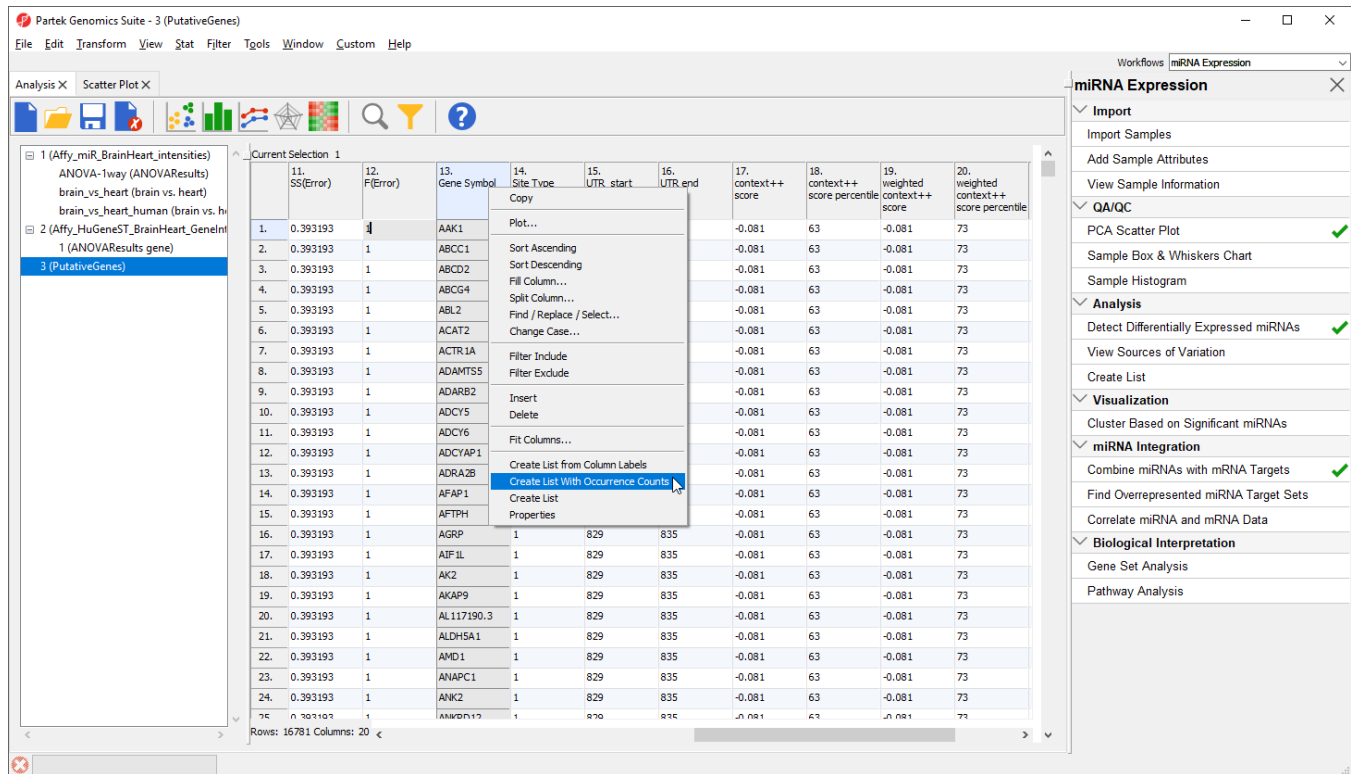 Partek Genomics Suite - 3 (PutativeGenes)
File Edit Transform View Stat Filter Tools Window Custom Help
Workflows miRNA Expression
Analysis X Scatter Plot X
1 (Affy_miR_BrainHeart_intensities)
ANOVA-1way (ANOVAResults)
brain_vs_heart (brain vs. heart)
brain_vs_heart_human (brain vs. h
2 (Affy_HuGeneST_BrainHeart_GeneInt
1 (ANOVAResults gene)
3 (PutativeGenes)
Current Selection 1
11. SS(Error) 12. F(Error) 13. Gene Symbol 14. Site Type 15. UTR start 16. UTR end 17. context++ score 18. context++ score percentile 19. weighted context++ score 20. weighted context++ score percentile
1. 0.393193 1 AAK1 -0.081 63 -0.081 73
2. 0.393193 1 ABCC1 -0.081 63 -0.081 73
3. 0.393193 1 ABCD2 -0.081 63 -0.081 73
4. 0.393193 1 ABCG4 -0.081 63 -0.081 73
5. 0.393193 1 ABL2 -0.081 63 -0.081 73
6. 0.393193 1 ACAT2 -0.081 63 -0.081 73
7. 0.393193 1 ACTR1A -0.081 63 -0.081 73
8. 0.393193 1 ADAMTS5 -0.081 63 -0.081 73
9. 0.393193 1 ADARB2 -0.081 63 -0.081 73
10. 0.393193 1 ADCY5 -0.081 63 -0.081 73
11. 0.393193 1 ADCY6 -0.081 63 -0.081 73
12. 0.393193 1 ADCYAP1 -0.081 63 -0.081 73
13. 0.393193 1 ADRA2B -0.081 63 -0.081 73
14. 0.393193 1 AFAP1 -0.081 63 -0.081 73
15. 0.393193 1 AFTPH -0.081 63 -0.081 73
16. 0.393193 1 AGRP 1 829 835 -0.081 63 -0.081 73
17. 0.393193 1 AIF1L 1 829 835 -0.081 63 -0.081 73
18. 0.393193 1 AK2 1 829 835 -0.081 63 -0.081 73
19. 0.393193 1 AKAP9 1 829 835 -0.081 63 -0.081 73
20. 0.393193 1 AL117190.3 1 829 835 -0.081 63 -0.081 73
21. 0.393193 1 ALDH5A1 1 829 835 -0.081 63 -0.081 73
22. 0.393193 1 AMD1 1 829 835 -0.081 63 -0.081 73
23. 0.393193 1 ANAPC1 1 829 835 -0.081 63 -0.081 73
24. 0.393193 1 ANK2 1 829 835 -0.081 63 -0.081 73
25. 0.393193 1 ANKRD12 1 829 835 -0.081 63 -0.081 73
Rows: 16781 Columns: 20
Copy
Plot...
Sort Ascending
Sort Descending
Fill Column...
Split Column...
Find / Replace / Select...
Change Case...
Filter Include
Filter Exclude
Insert
Delete
Fit Columns...
Create List from Column Labels
Create List With Occurrence Counts
Create List
Properties
miRNA Expression
Import
Import Samples
Add Sample Attributes
View Sample Information
QA/QC
PCA Scatter Plot
Sample Box & Whiskers Chart
Sample Histogram
Analysis
Detect Differentially Expressed miRNAs
View Sources of Variation
Create List
Visualization
Cluster Based on Significant miRNAs
miRNA Integration
Combine miRNAs with mRNA Targets
Find Overrepresented miRNA Target Sets
Correlate miRNA and mRNA Data
Biological Interpretation
Gene Set Analysis
Pathway Analysis